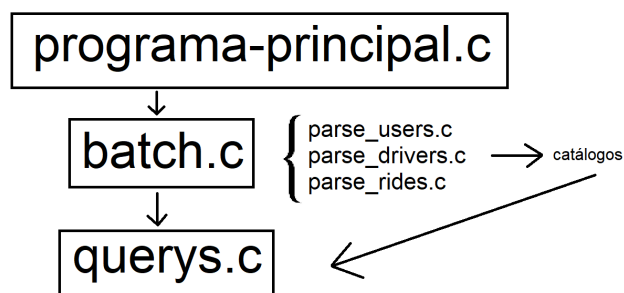 programa-principal.c
batch.c
parse_users.c
parse_drivers.c
parse_rides.c
catálogos
querys.c